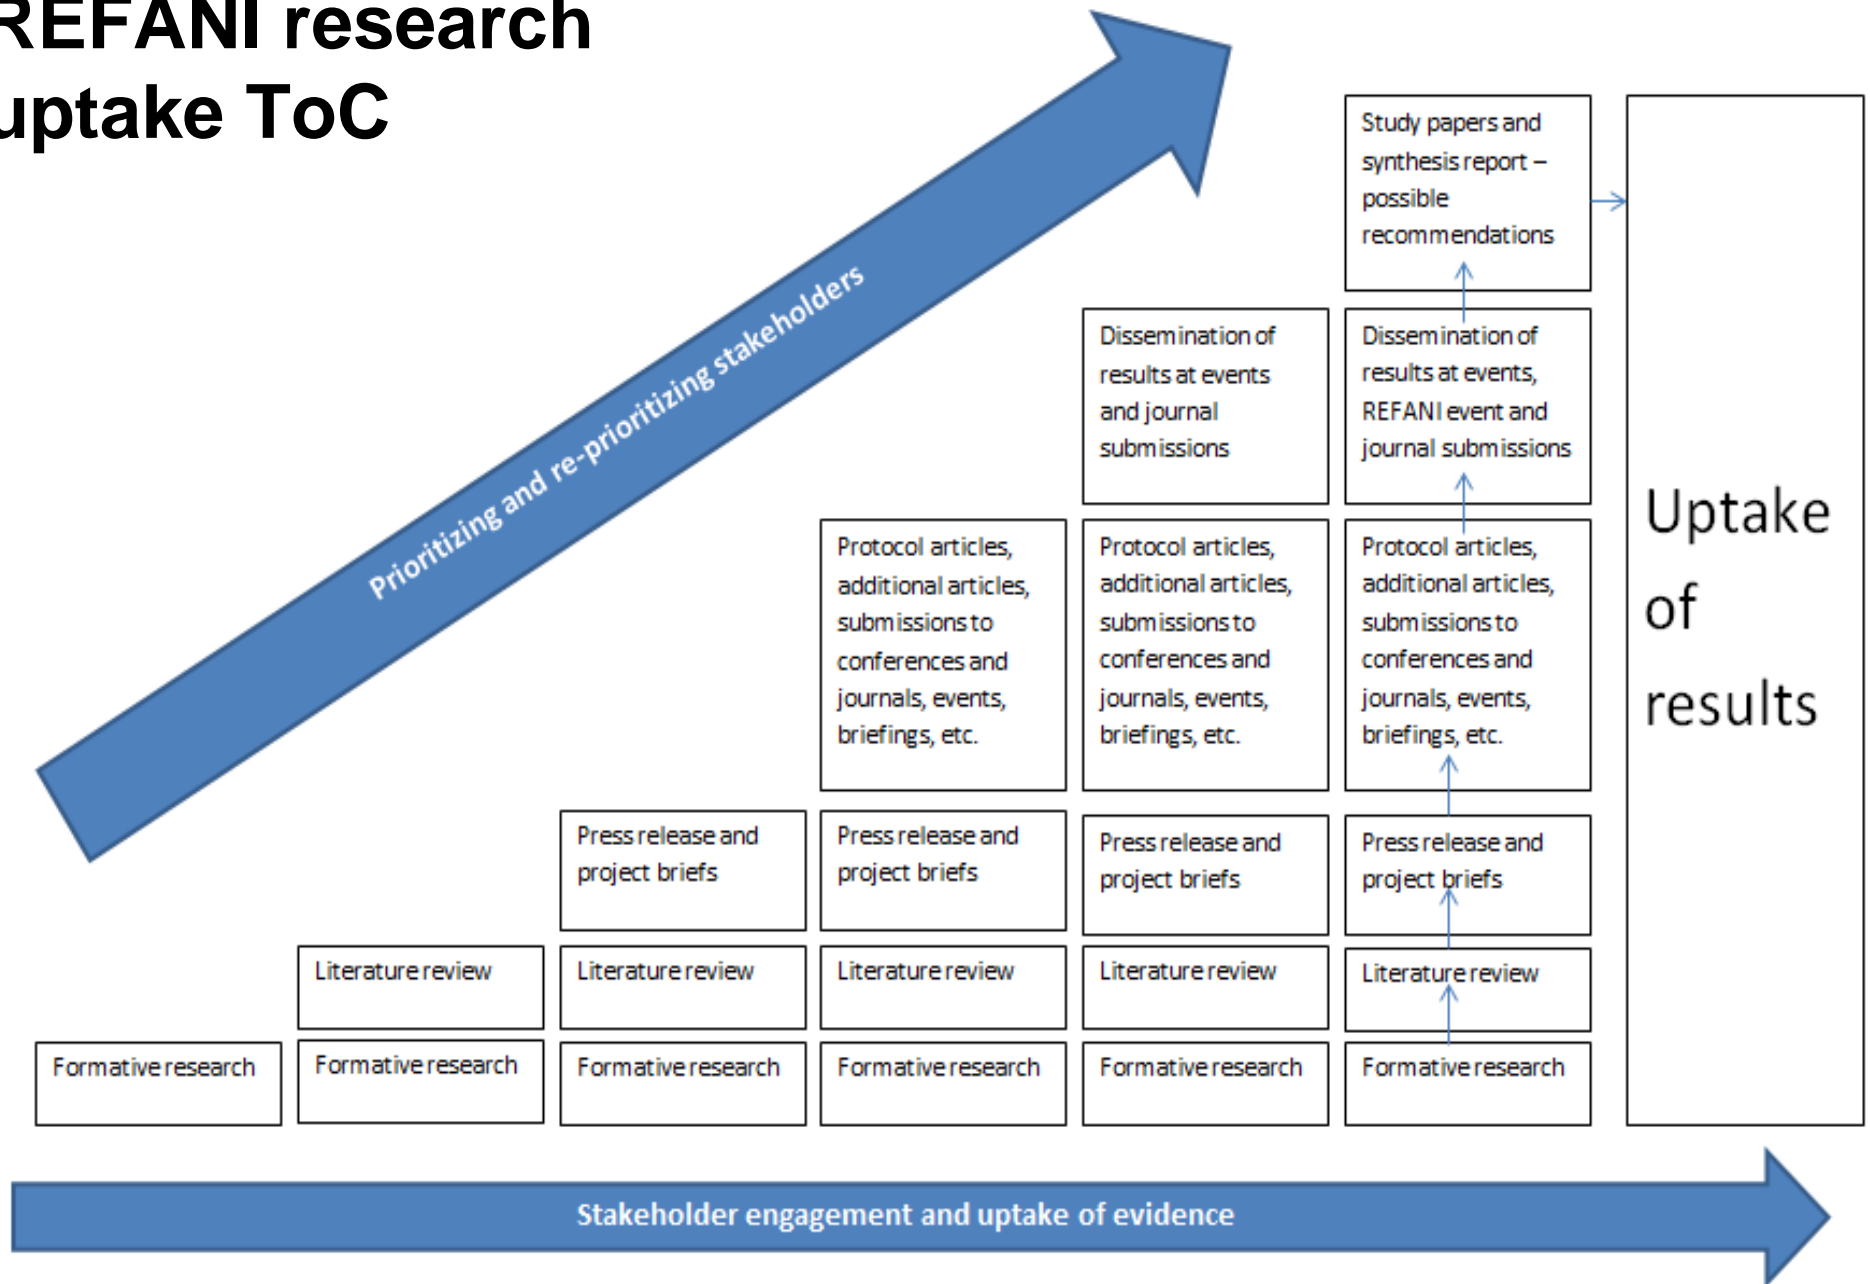 REFANI research
uptake ToC
Prioritizing and re-prioritizing stakeholders
Study papers and
synthesis report –
possible
recommendations
Dissemination of
results at events
and journal
submissions
Dissemination of
results at events,
REFANI event and
journal submissions
Protocol articles,
additional articles,
submissions to
conferences and
journals, events,
briefings, etc.
Protocol articles,
additional articles,
submissions to
conferences and
journals, events,
briefings, etc.
Protocol articles,
additional articles,
submissions to
conferences and
journals, events,
briefings, etc.
Press release and
project briefs
Press release and
project briefs
Press release and
project briefs
Press release and
project briefs
Literature review
Literature review
Literature review
Literature review
Literature review
Formative research
Formative research
Formative research
Formative research
Formative research
Formative research
Uptake
of
results
Stakeholder engagement and uptake of evidence